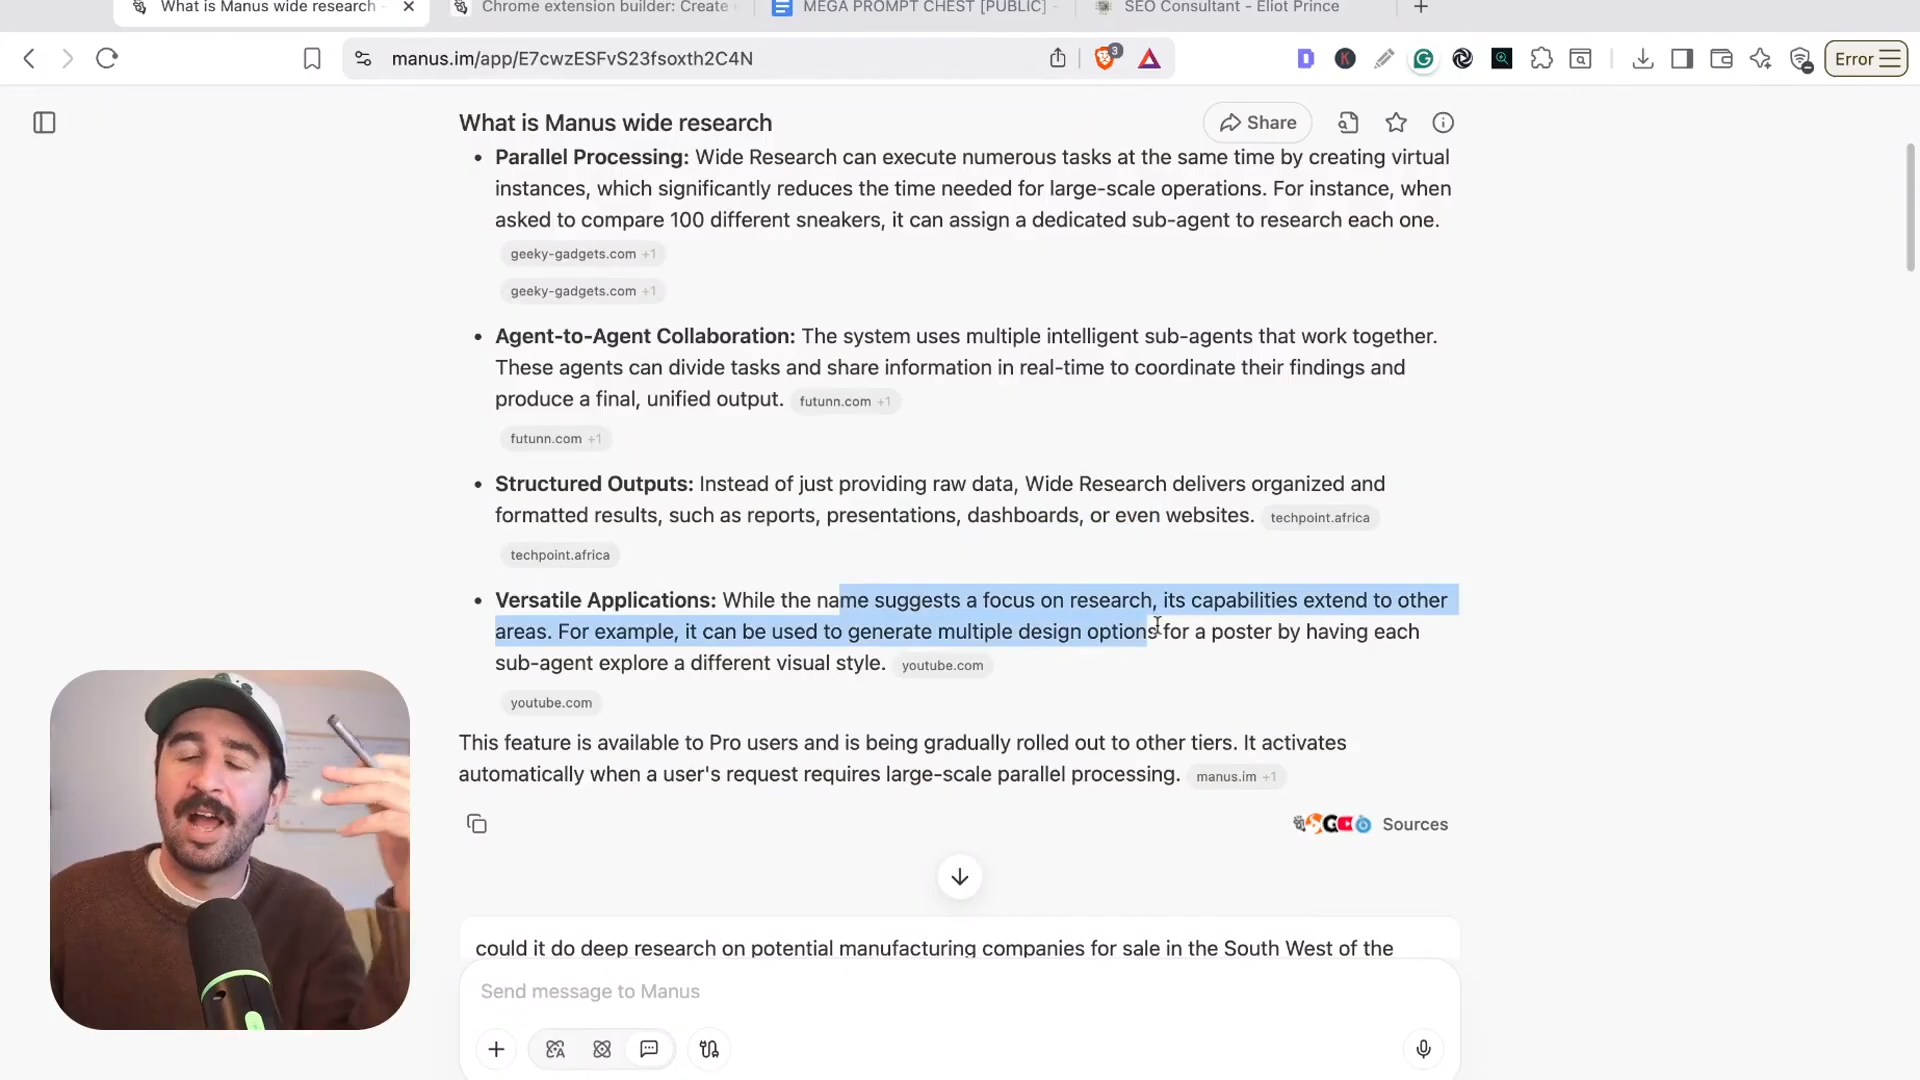 What is Manus wide research -
Chrome extension builder: Create
MEGA PROMPT CHEST [PUBLIC] -
SEO Consultant - Eliot Prince
manus.im/app/E7cwzESFvS23fsoxth2C4N
3
Error
What is Manus wide research
Share
• Parallel Processing: Wide Research can execute numerous tasks at the same time by creating virtual
instances, which significantly reduces the time needed for large-scale operations. For instance, when
asked to compare 100 different sneakers, it can assign a dedicated sub-agent to research each one.
geeky-gadgets.com +1
geeky-gadgets.com +1
• Agent-to-Agent Collaboration: The system uses multiple intelligent sub-agents that work together.
These agents can divide tasks and share information in real-time to coordinate their findings and
produce a final, unified output. futunn.com +1
futunn.com +1
• Structured Outputs: Instead of just providing raw data, Wide Research delivers organized and
formatted results, such as reports, presentations, dashboards, or even websites. techpoint.africa
techpoint.africa
• Versatile Applications: While the name suggests a focus on research, its capabilities extend to other
areas. For example, it can be used to generate multiple design options for a poster by having each
sub-agent explore a different visual style. youtube.com
youtube.com
This feature is available to Pro users and is being gradually rolled out to other tiers. It activates
automatically when a user's request requires large-scale parallel processing. manus.im +1
Sources
could it do deep research on potential manufacturing companies for sale in the South West of the
Send message to Manus